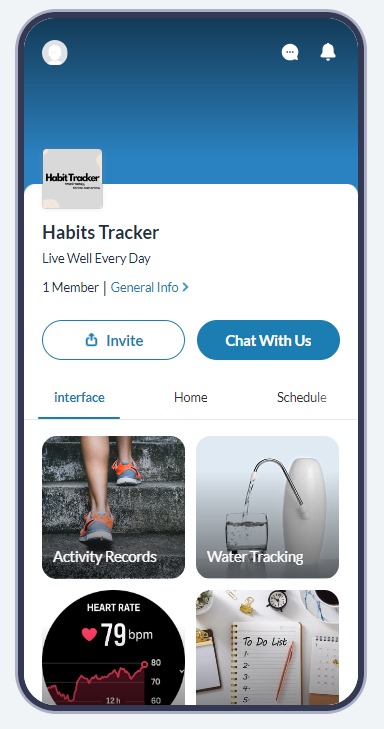 Habit Tracker
Habits Tracker
Live Well Every Day
1 Member | General Info >
Invite
Chat With Us
interface
Home
Schedule
Activity Records
Water Tracking
HEART RATE
79 bpm
80
70
12 h
60
To Do List
1-
2-
3-
4-
5-